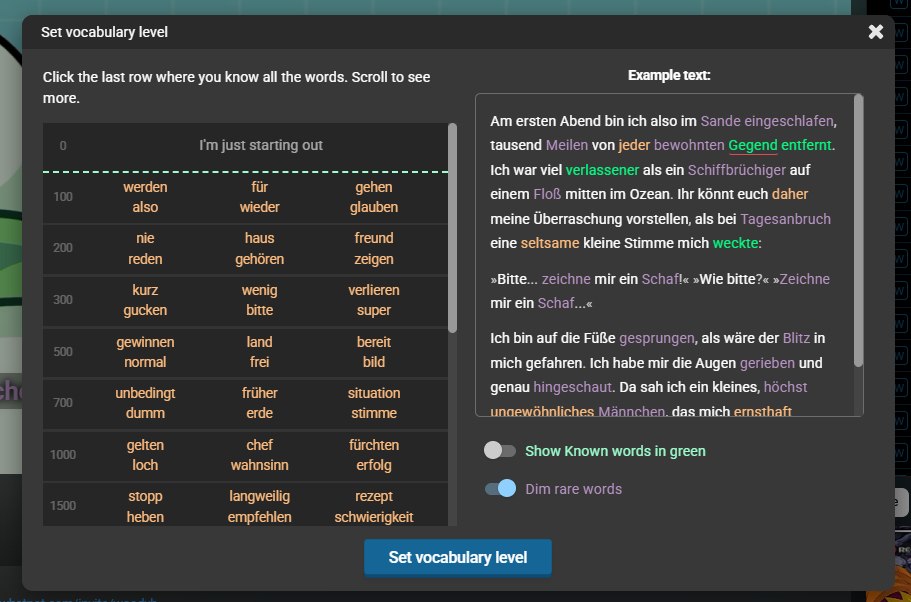 Set vocabulary level
Click the last row where you know all the words. Scroll to see
more.
0 I'm just starting out
100 werden für gehen
also wieder glauben
200 nie haus freund
reden gehören zeigen
300 kurz wenig verlieren
gucken bitte super
500 gewinnen land bereit
normal frei bild
700 unbedingt früher situation
dumm erde stimme
1000 gelten chef fürchten
loch wahnsinn erfolg
1500 stopp langweilig rezept
heben empfehlen schwierigkeit
Example text:
Am ersten Abend bin ich also im Sande eingeschlafen,
tausend Meilen von jeder bewohnten Gegend entfernt.
Ich war viel verlassener als ein Schiffbrüchiger auf
einem Floß mitten im Ozean. Ihr könnt euch daher
meine Überraschung vorstellen, als bei Tagesanbruch
eine seltsame kleine Stimme mich weckte:
»Bitte... zeichne mir ein Schaf!« »Wie bitte?« »Zeichne
mir ein Schaf...«
Ich bin auf die Füße gesprungen, als wäre der Blitz in
mich gefahren. Ich habe mir die Augen gerieben und
genau hingeschaut. Da sah ich ein kleines, höchst
ungewöhnliches Männchen, das mich ernsthaft
Show Known words in green
Dim rare words
Set vocabulary level